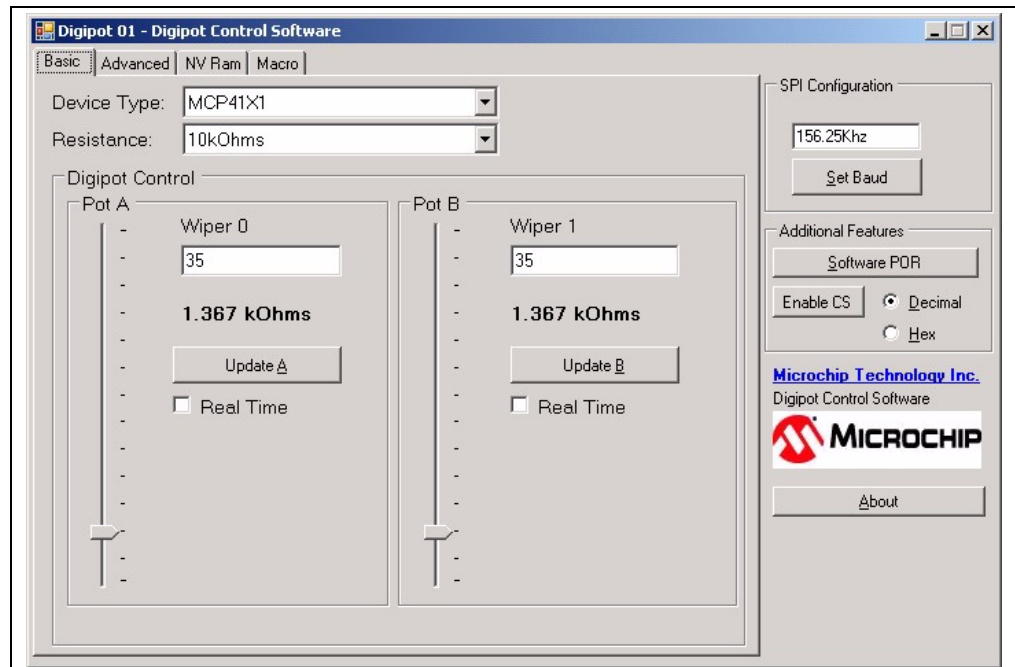 Digipot 01 - Digipot Control Software
Basic Advanced NV Ram Macro
Device Type: MCP41X1
Resistance: 10kOhms
Digipot Control
Pot A
Wiper 0
35
1.367 kOhms
Update A
Real Time
Pot B
Wiper 1
35
1.367 kOhms
Update B
Real Time
SPI Configuration
156.25Khz
Set Baud
Additional Features
Software POR
Enable CS Decimal
Hex
Microchip Technology Inc.
Digipot Control Software
MICROCHIP
About